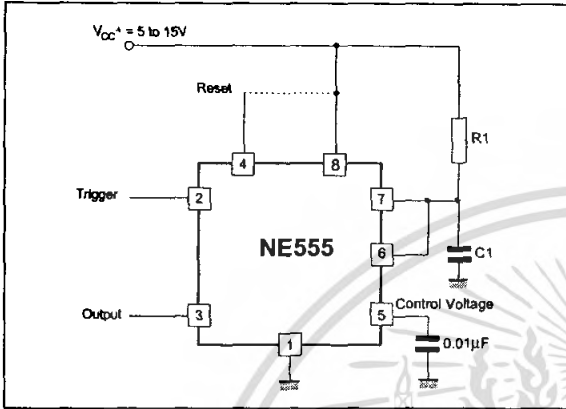 V_CC⁺ = 5 to 15V
Reset
R1
4
8
Trigger
2
7
NE555
6
C1
Output
3
5
Control Voltage
0.01µF
1